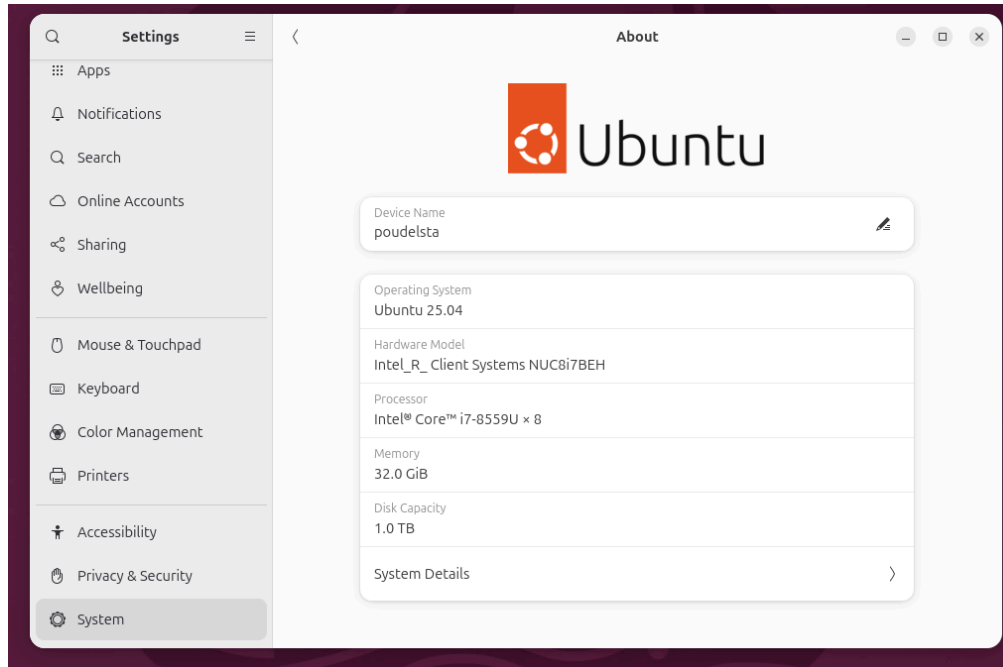 Settings
About
Apps
Notifications
Search
Online Accounts
Sharing
Wellbeing
Mouse & Touchpad
Keyboard
Color Management
Printers
Accessibility
Privacy & Security
System
Ubuntu
Device Name
poudelsta
Operating System
Ubuntu 25.04
Hardware Model
Intel_R_ Client Systems NUC8i7BEH
Processor
Intel® Core™ i7-8559U × 8
Memory
32.0 GiB
Disk Capacity
1.0 TB
System Details